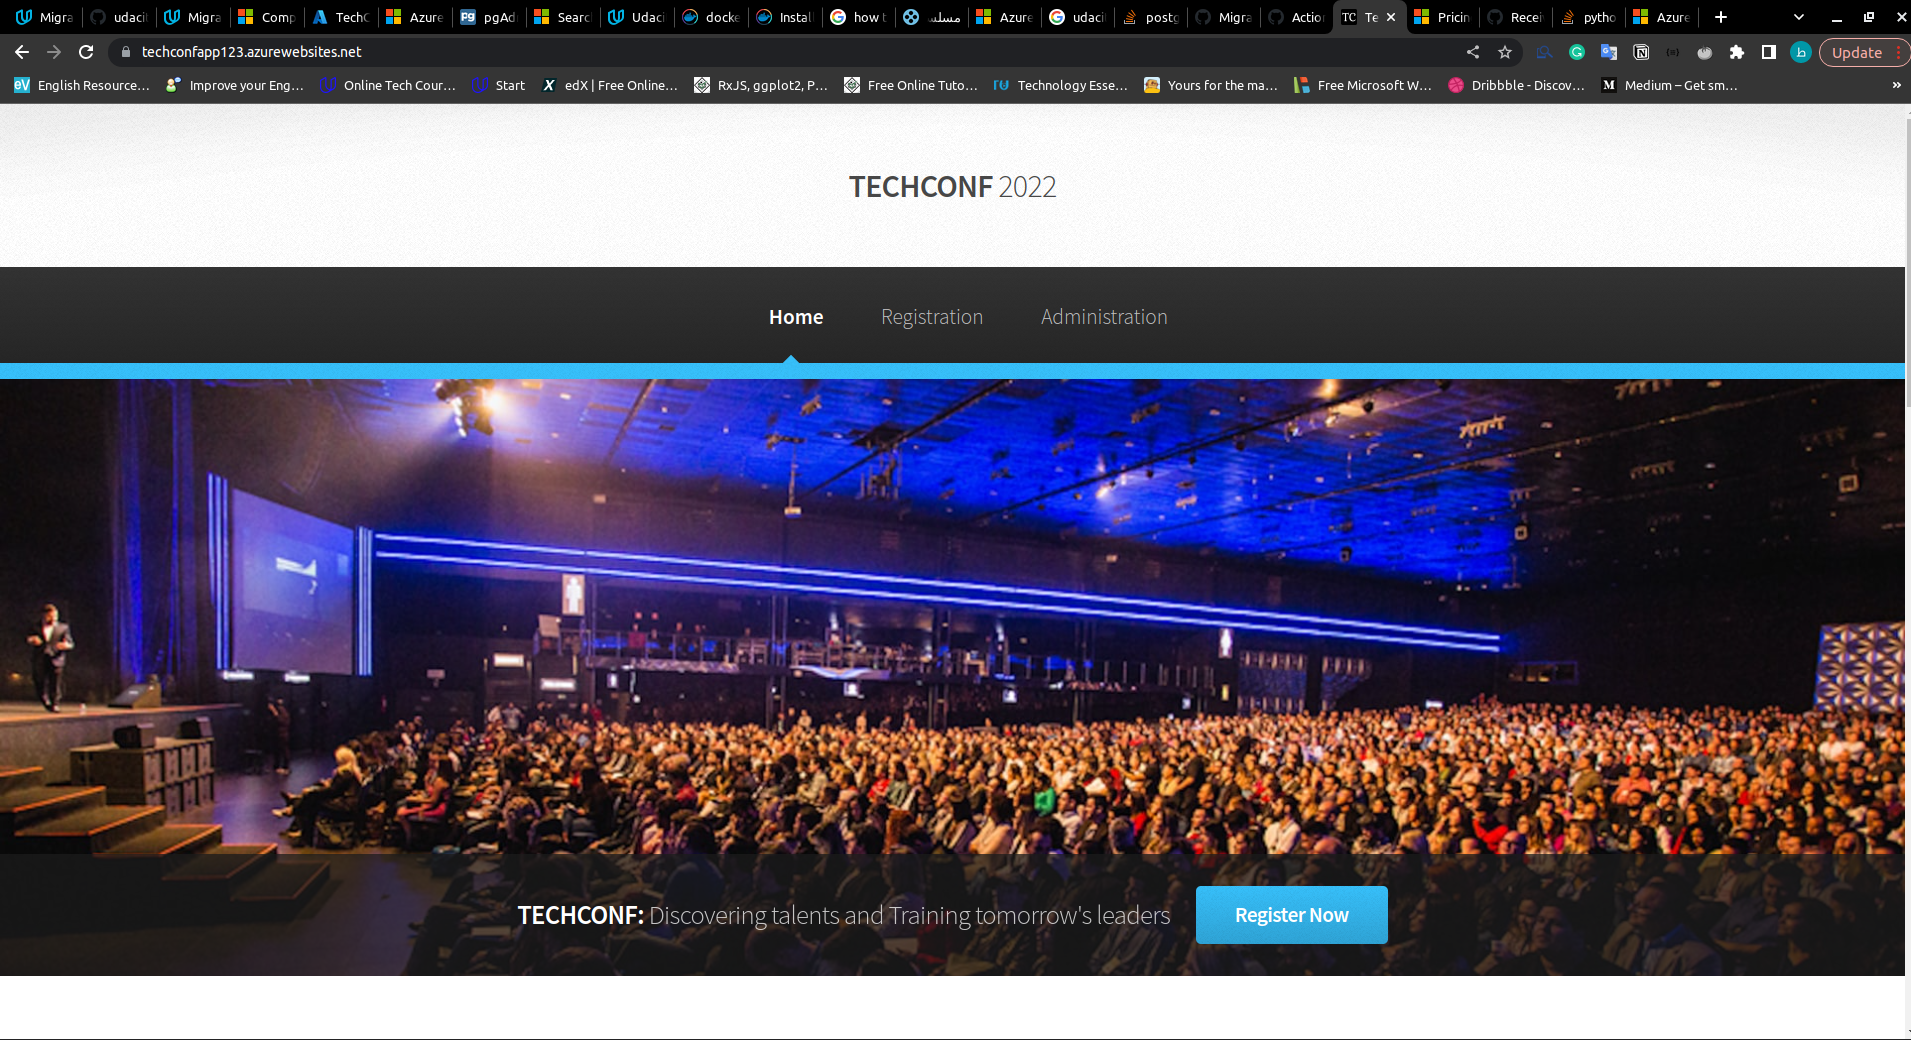 Migra udacit Migra Comp TechC Azure pgAd Searc Udaci docke Instal how t مسلس Azure udaci postg Migra Action Te Pricin Recei pytho Azure
techconfapp123.azurewebsites.net Update
English Resource... Improve your Eng... Online Tech Cour... Start edX | Free Online... RxJS, ggplot2, P... Free Online Tuto... Technology Esse... Yours for the ma... Free Microsoft W... Dribbble - Discov... Medium – Get sm... »
TECHCONF 2022
Home Registration Administration
TECHCONF: Discovering talents and Training tomorrow's leaders Register Now